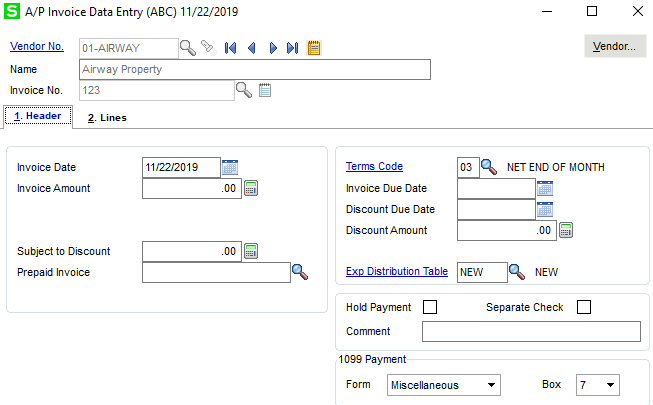 S A/P Invoice Data Entry (ABC) 11/22/2019
Vendor No. 01-AIRWAY Vendor...
Name Airway Property
Invoice No. 123
1. Header 2. Lines
Invoice Date 11/22/2019
Invoice Amount .00
Subject to Discount .00
Prepaid Invoice
Terms Code 03 NET END OF MONTH
Invoice Due Date
Discount Due Date
Discount Amount .00
Exp Distribution Table NEW NEW
Hold Payment Separate Check
Comment
1099 Payment
Form Miscellaneous Box 7